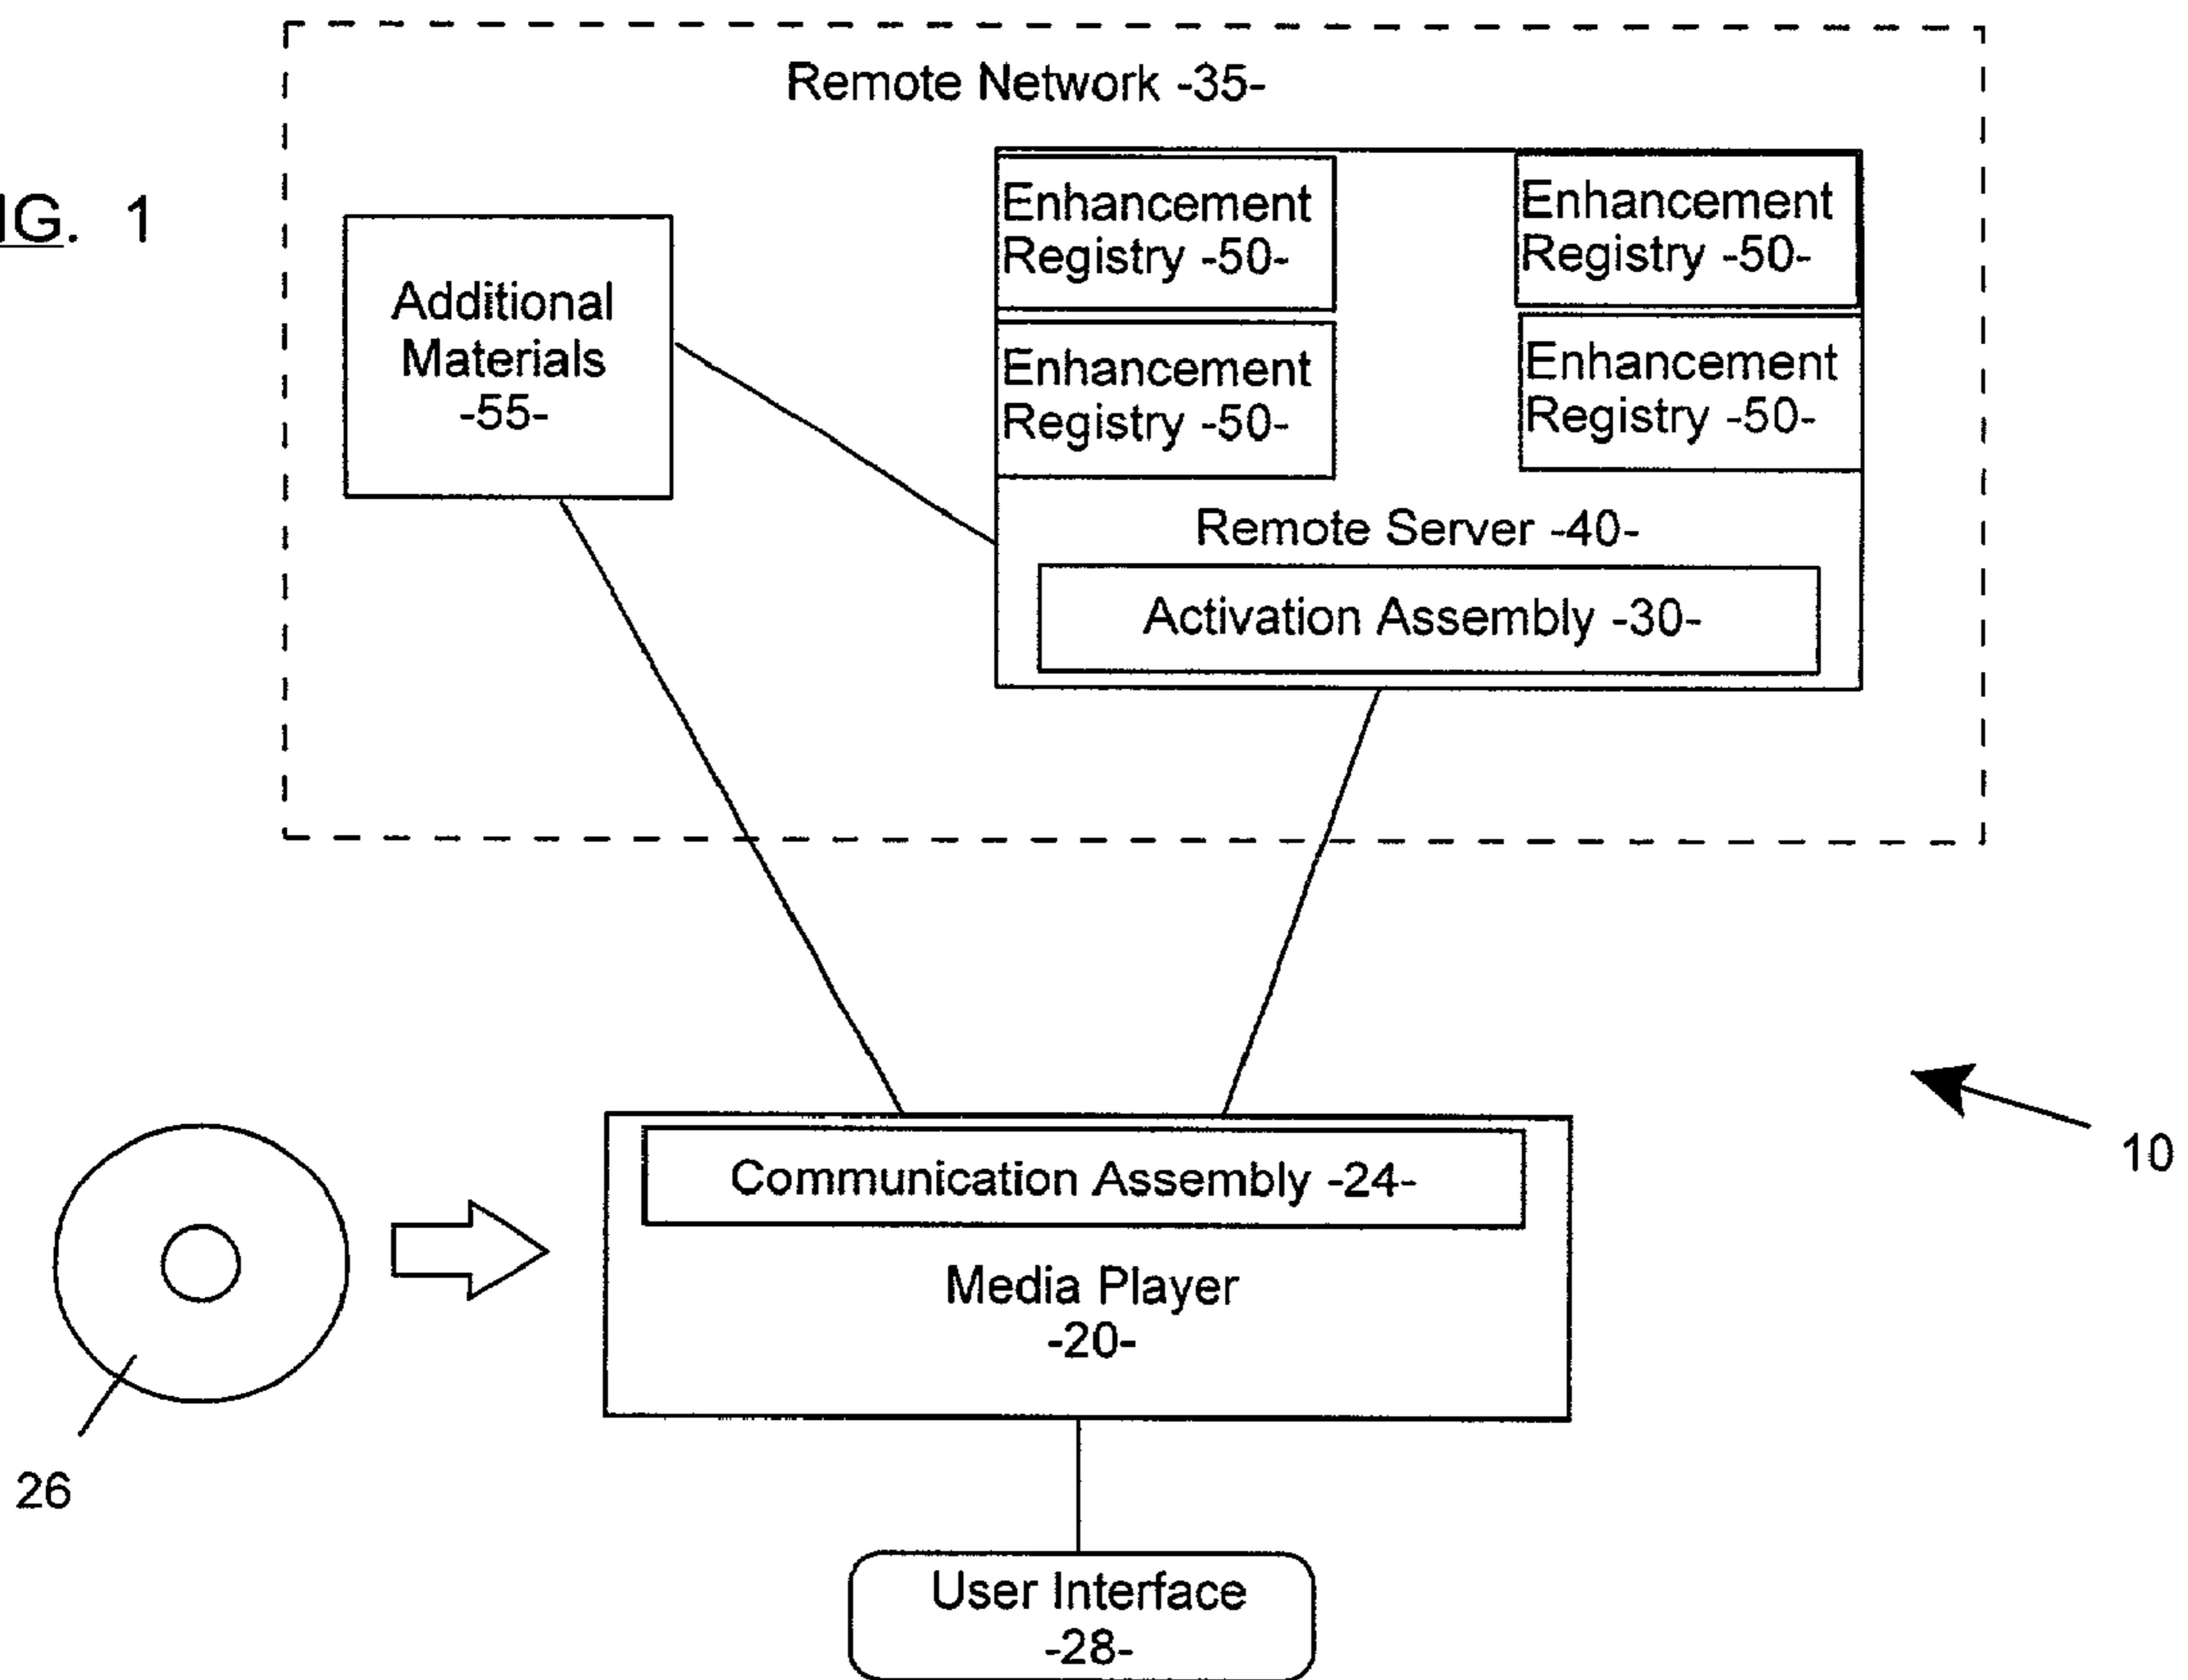 Remote Network -35-
IG. 1
Additional
Materials
-55-
Enhancement
Registry -50-
Enhancement
Registry -50-
Enhancement
Registry -50-
Enhancement
Registry -50-
Remote Server -40-
Activation Assembly -30-
Communication Assembly -24-
Media Player
-20-
10
26
User Interface
-28-